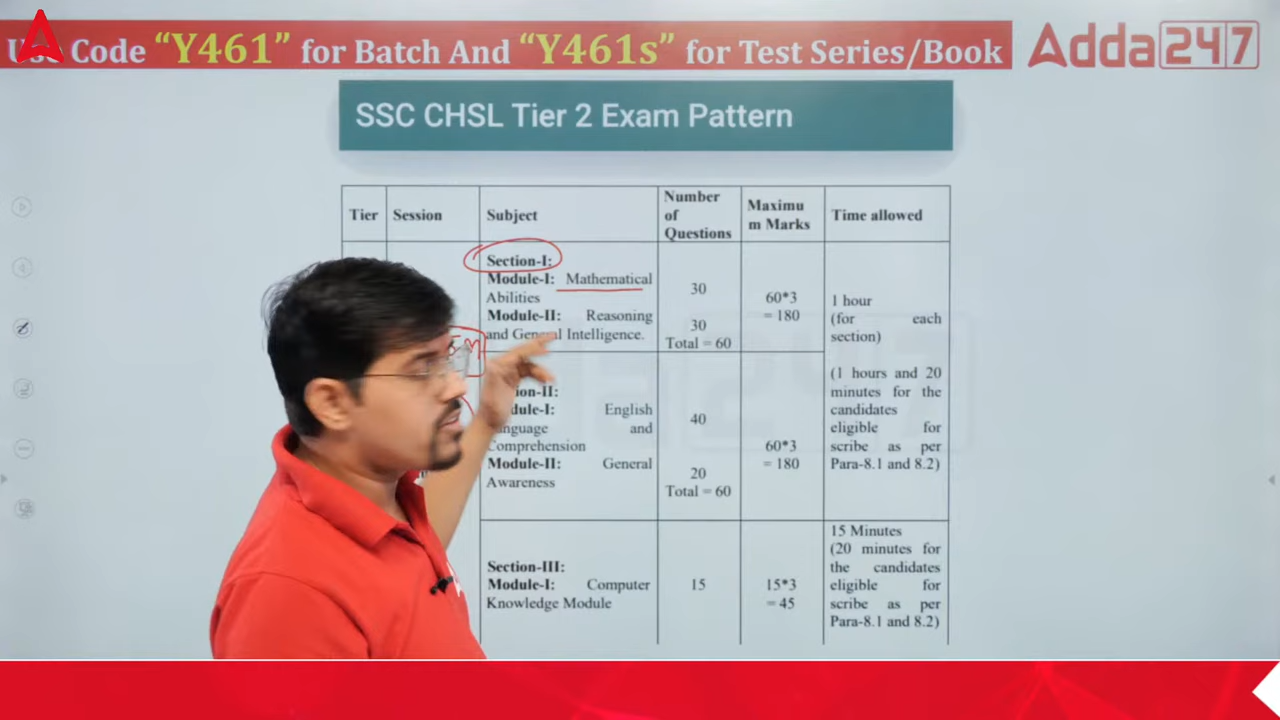 Use Code "Y461" for Batch And "Y461s" for Test Series/Book
Adda247
SSC CHSL Tier 2 Exam Pattern
Tier
Session
Subject
Number
of
Questions
Maximu
m Marks
Time allowed
Section-I:
Module-I: Mathematical
Abilities
Module-II: Reasoning
and General Intelligence.
30
30
Total = 60
60*3
= 180
1 hour
(for each
section)
(1 hours and 20
minutes for the
candidates
eligible for
scribe as per
Para-8.1 and 8.2)
English
and
Comprehension
Module-II: General
Awareness
40
20
Total = 60
60*3
= 180
Section-III:
Module-I: Computer
Knowledge Module
15
15*3
= 45
15 Minutes
(20 minutes for
the candidates
eligible for
scribe as per
Para-8.1 and 8.2)